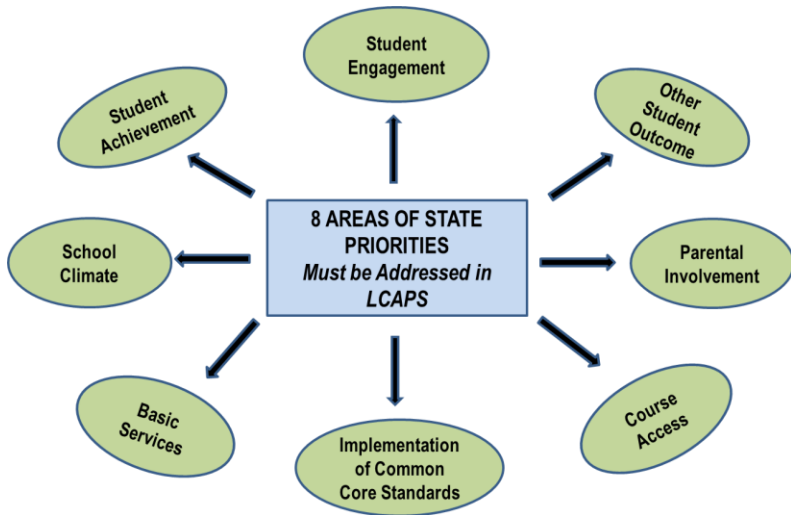 Student
Engagement
Student
Achievement
Other
Student
Outcome
8 AREAS OF STATE
PRIORITIES
Must be Addressed in
LCAPS
School
Climate
Parental
Involvement
Basic
Services
Implementation
of Common
Core Standards
Course
Access